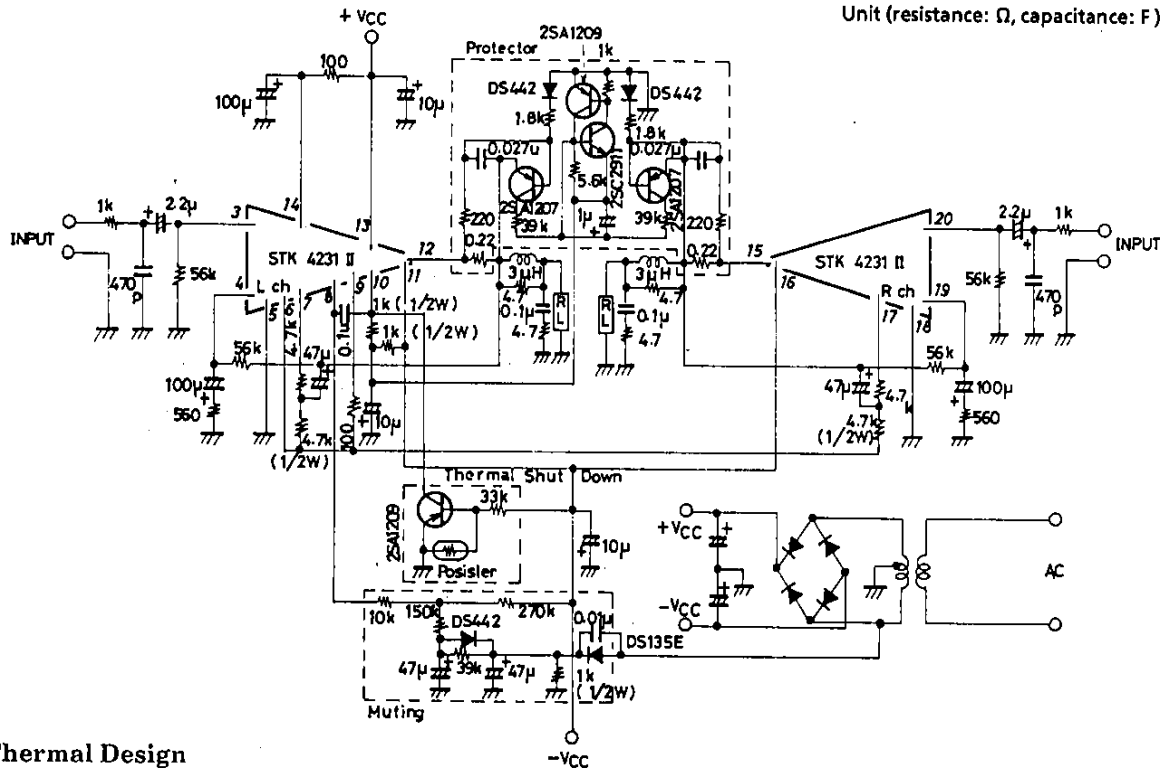 Unit (resistance: Ω, capacitance: F)
+ VCC
2SA1209
Protector
1k
100
100μ
+
10μ
+
DS442
DS442
1.8k
1.8k
0.027u
0.027μ
2SC2911
5.6k
2SA1207
2SA1207
39k
39k
1μ
+
220
220
0.22
0.22
INPUT
1k
+
2.2μ
470
P
56k
3
14
13
12
STK 4231 II
L ch
4
1
5
6
7
8
9
10
11
15
20
STK 4231 II
R ch
16
17
18
19
2.2μ
+
1k
INPUT
56k
470
P
3μH
3μH
4.7
4.7
0.1μ
0.1μ
4.7
4.7
RL
RL
1k (1/2W)
1k
(1/2W)
0.1μ
4.7k
47μ
+
56k
100μ
+
560
4.7k
(1/2W)
100
10μ
+
56k
47μ
+
4.7
k
4.7k
(1/2W)
100μ
+
560
Thermal Shut Down
33k
2SA1209
Posisler
10μ
+
+VCC
+
-VCC
+
AC
10k
150k
270k
DS442
39k
47μ
+
47μ
+
0.01μ
DS135E
1k
(1/2W)
Muting
-VCC
Thermal Design